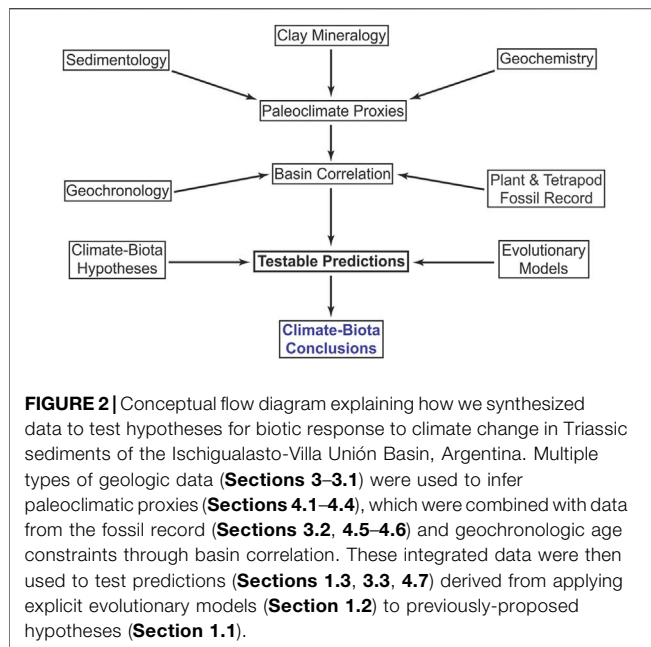 Clay Mineralogy
Sedimentology
Geochemistry
Paleoclimate Proxies
Basin Correlation
Geochronology
Plant & Tetrapod
Fossil Record
Climate-Biota
Hypotheses
Testable Predictions
Evolutionary
Models
Climate-Biota
Conclusions
FIGURE 2 | Conceptual flow diagram explaining how we synthesized
data to test hypotheses for biotic response to climate change in Triassic
sediments of the Ischigualasto-Villa Unión Basin, Argentina. Multiple
types of geologic data (Sections 3–3.1) were used to infer
paleoclimatic proxies (Sections 4.1–4.4), which were combined with data
from the fossil record (Sections 3.2, 4.5–4.6) and geochronologic age
constraints through basin correlation. These integrated data were then
used to test predictions (Sections 1.3, 3.3, 4.7) derived from applying
explicit evolutionary models (Section 1.2) to previously-proposed
hypotheses (Section 1.1).